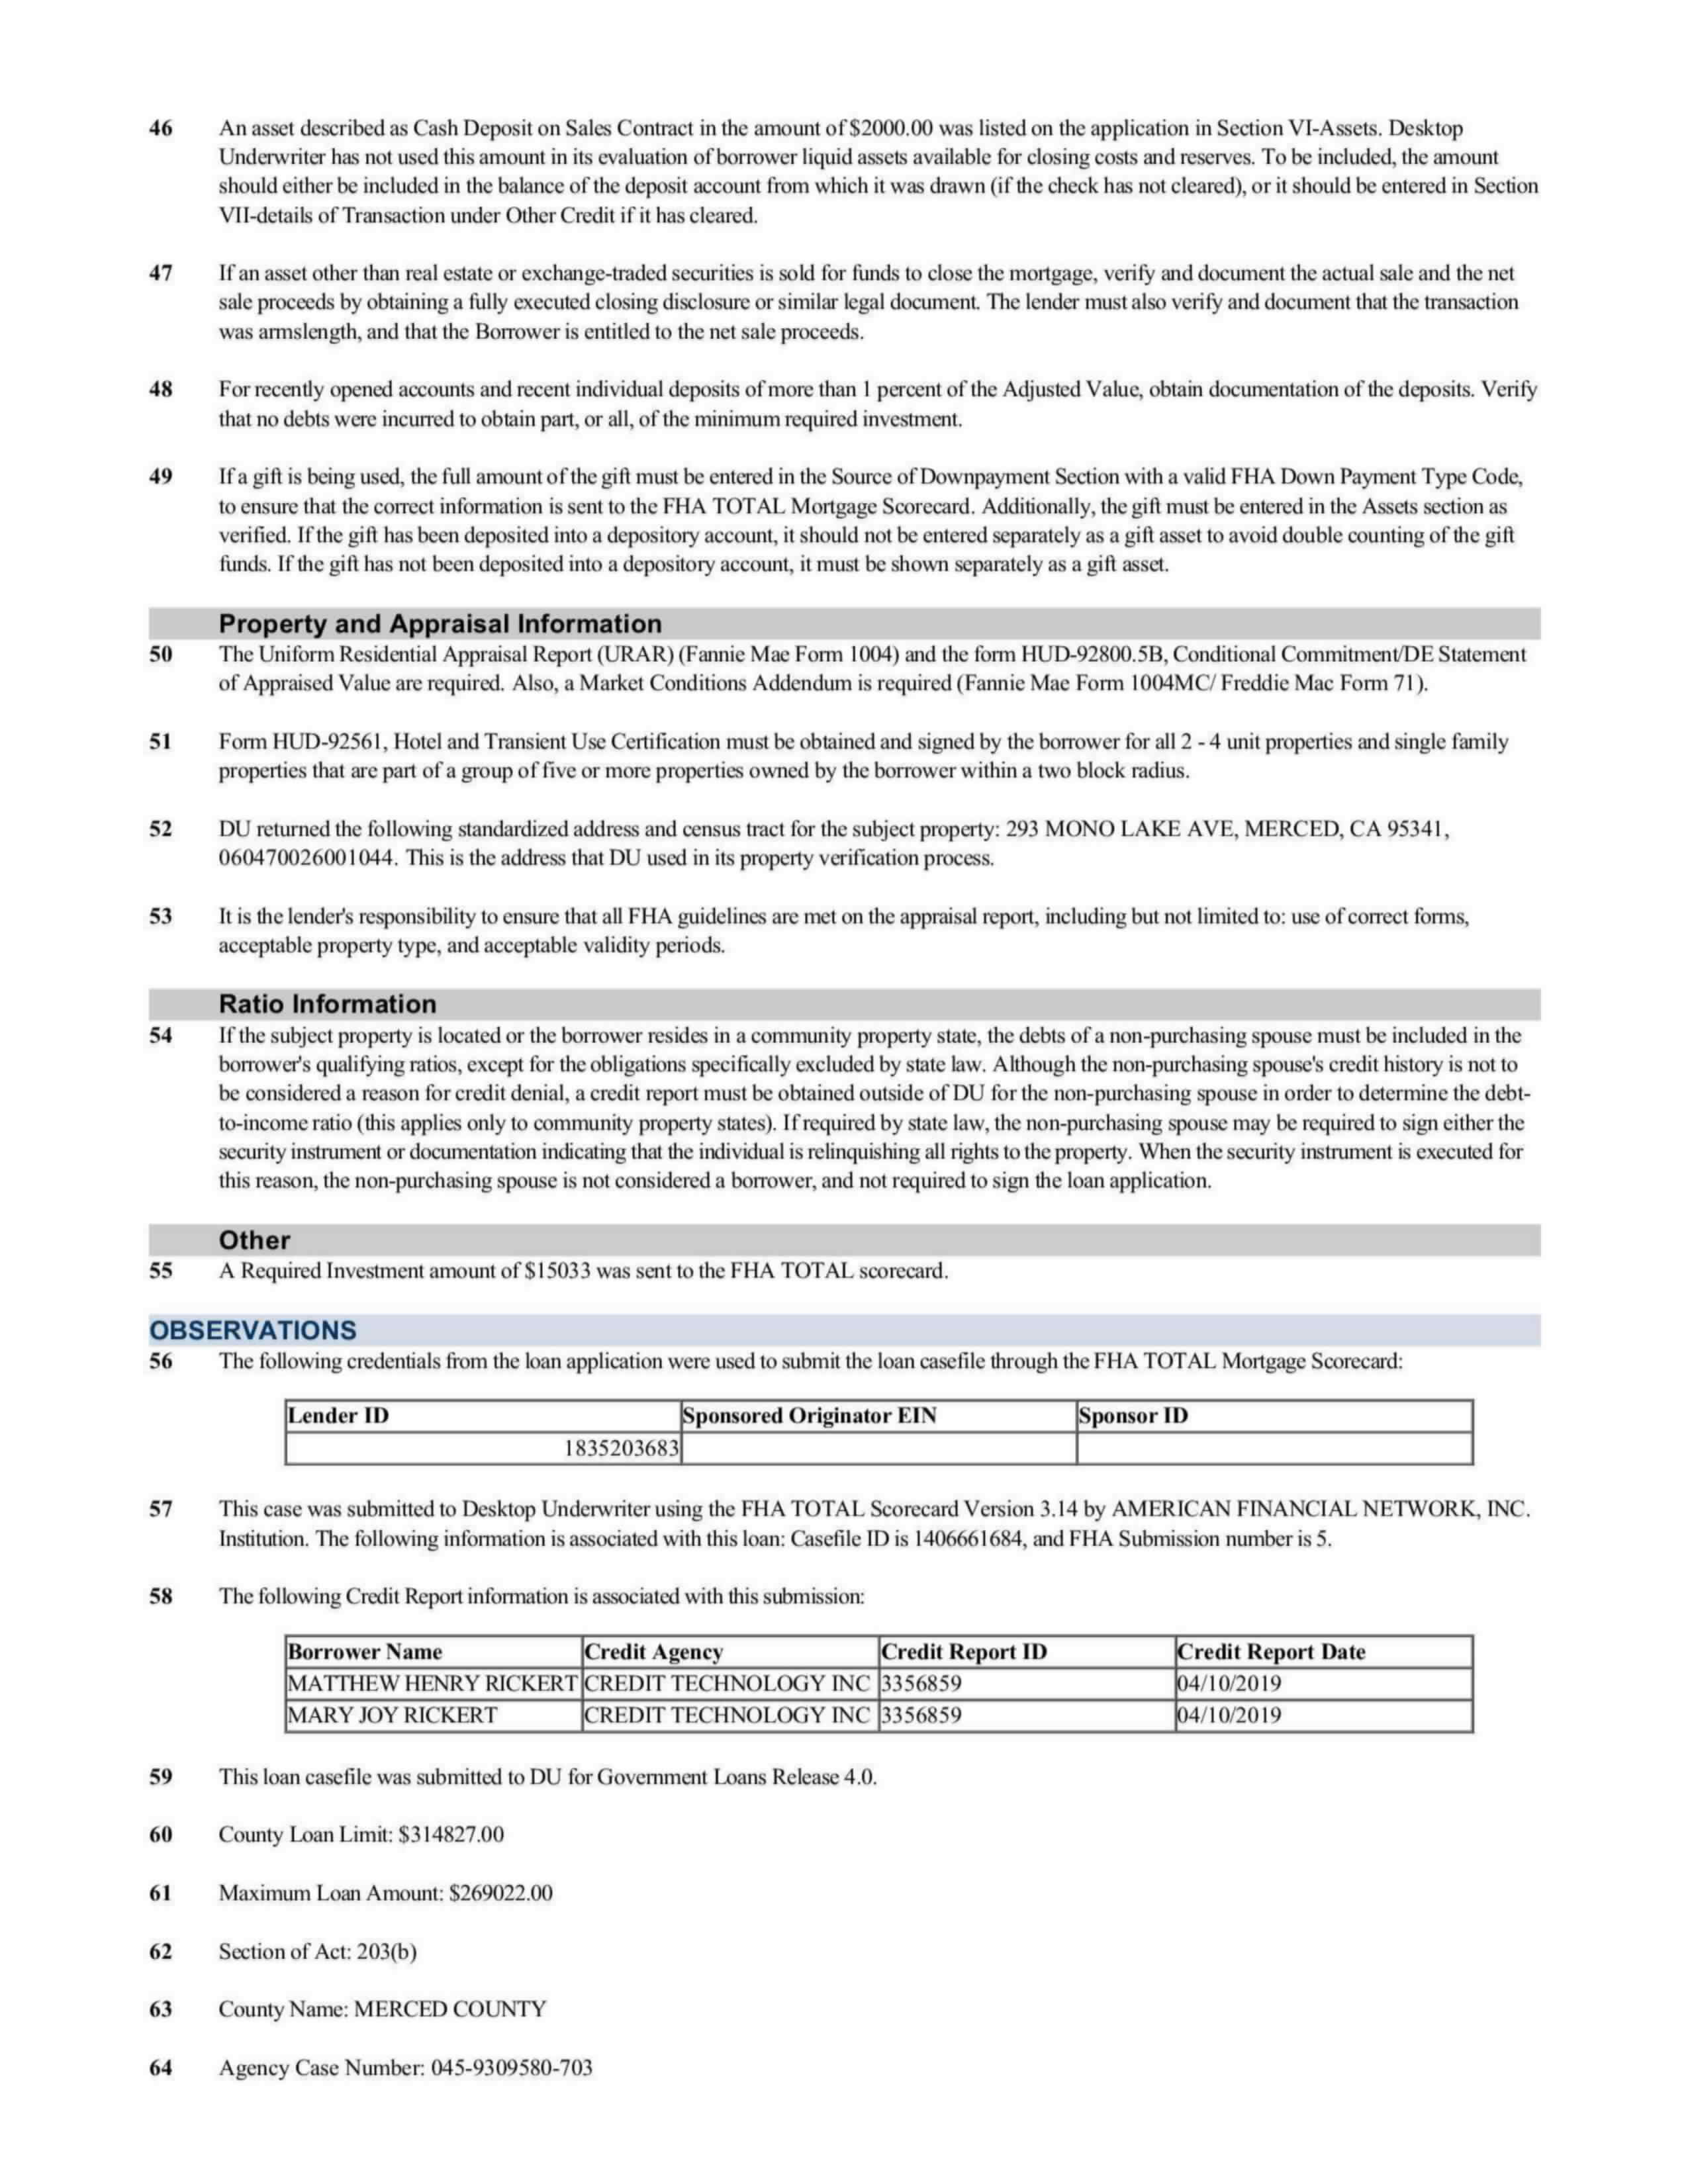 46 An asset described as Cash Deposit on Sales Contract in the amount of $2000.00 was listed on the application in Section VI-Assets. Desktop
Underwriter has not used this amount in its evaluation of borrower liquid assets available for closing costs and reserves. To be included, the amount
should either be included in the balance of the deposit account from which it was drawn (if the check has not cleared), or it should be entered in Section
VII-details of Transaction under Other Credit if it has cleared.
47 If an asset other than real estate or exchange-traded securities is sold for funds to close the mortgage, verify and document the actual sale and the net
sale proceeds by obtaining a fully executed closing disclosure or similar legal document. The lender must also verify and document that the transaction
was armslength, and that the Borrower is entitled to the net sale proceeds.
48 For recently opened accounts and recent individual deposits of more than 1 percent of the Adjusted Value, obtain documentation of the deposits. Verify
that no debts were incurred to obtain part, or all, of the minimum required investment.
49 If a gift is being used, the full amount of the gift must be entered in the Source of Downpayment Section with a valid FHA Down Payment Type Code,
to ensure that the correct information is sent to the FHA TOTAL Mortgage Scorecard. Additionally, the gift must be entered in the Assets section as
verified. If the gift has been deposited into a depository account, it should not be entered separately as a gift asset to avoid double counting of the gift
funds. If the gift has not been deposited into a depository account, it must be shown separately as a gift asset.
Property and Appraisal Information
50 The Uniform Residential Appraisal Report (URAR) (Fannie Mae Form 1004) and the form HUD-92800.5B, Conditional Commitment/DE Statement
of Appraised Value are required. Also, a Market Conditions Addendum is required (Fannie Mae Form 1004MC/ Freddie Mac Form 71).
51 Form HUD-92561, Hotel and Transient Use Certification must be obtained and signed by the borrower for all 2 - 4 unit properties and single family
properties that are part of a group of five or more properties owned by the borrower within a two block radius.
52 DU returned the following standardized address and census tract for the subject property: 293 MONO LAKE AVE, MERCED, CA 95341,
060470026001044. This is the address that DU used in its property verification process.
53 It is the lender's responsibility to ensure that all FHA guidelines are met on the appraisal report, including but not limited to: use of correct forms,
acceptable property type, and acceptable validity periods.
Ratio Information
54 If the subject property is located or the borrower resides in a community property state, the debts of a non-purchasing spouse must be included in the
borrower's qualifying ratios, except for the obligations specifically excluded by state law. Although the non-purchasing spouse's credit history is not to
be considered a reason for credit denial, a credit report must be obtained outside of DU for the non-purchasing spouse in order to determine the debt-
to-income ratio (this applies only to community property states). If required by state law, the non-purchasing spouse may be required to sign either the
security instrument or documentation indicating that the individual is relinquishing all rights to the property. When the security instrument is executed for
this reason, the non-purchasing spouse is not considered a borrower, and not required to sign the loan application.
Other
55 A Required Investment amount of $15033 was sent to the FHA TOTAL scorecard.
OBSERVATIONS
56 The following credentials from the loan application were used to submit the loan casefile through the FHA TOTAL Mortgage Scorecard:
Lender ID Sponsored Originator EIN Sponsor ID
1835203683
57 This case was submitted to Desktop Underwriter using the FHA TOTAL Scorecard Version 3.14 by AMERICAN FINANCIAL NETWORK, INC.
Institution. The following information is associated with this loan: Casefile ID is 1406661684, and FHA Submission number is 5.
58 The following Credit Report information is associated with this submission:
Borrower Name Credit Agency Credit Report ID Credit Report Date
MATTHEW HENRY RICKERT CREDIT TECHNOLOGY INC 3356859 04/10/2019
MARY JOY RICKERT CREDIT TECHNOLOGY INC 3356859 04/10/2019
59 This loan casefile was submitted to DU for Government Loans Release 4.0.
60 County Loan Limit: $314827.00
61 Maximum Loan Amount: $269022.00
62 Section of Act: 203(b)
63 County Name: MERCED COUNTY
64 Agency Case Number: 045-9309580-703